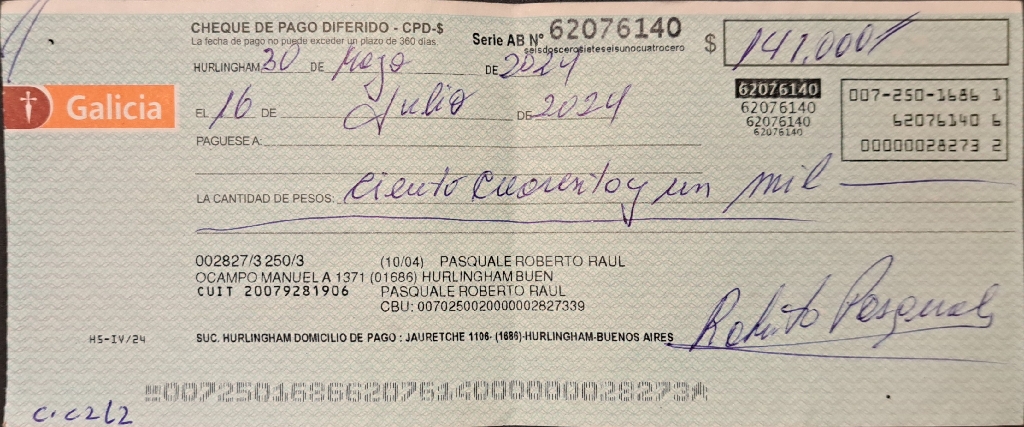 CHEQUE DE PAGO DIFERIDO - CPD-$
La fecha de pago no puede exceder un plazo de 360 días
Serie AB N° 62076140
seisdoscerosieteseisunocuatrocero
$ 141.000
HURLINGHAM 30 DE Mayo DE 2024
Galicia
EL 16 DE Julio DE 2024
PAGUESE A:
62076140
62076140
62076140
62076140
007-250-1686 1
62076140 6
00000028273 2
LA CANTIDAD DE PESOS: Ciento Cuarenta y un mil
002827/3 250/3 (10/04) PASQUALE ROBERTO RAUL
OCAMPO MANUEL A 1371 (01686) HURLINGHAM BUEN
CUIT 20079281906 PASQUALE ROBERTO RAUL
CBU: 0070250020000002827339
Roberto Pasquale
HS-IV/24
SUC. HURLINGHAM DOMICILIO DE PAGO : JAURETCHE 1106- (1686)-HURLINGHAM-BUENOS AIRES
C.C2L2